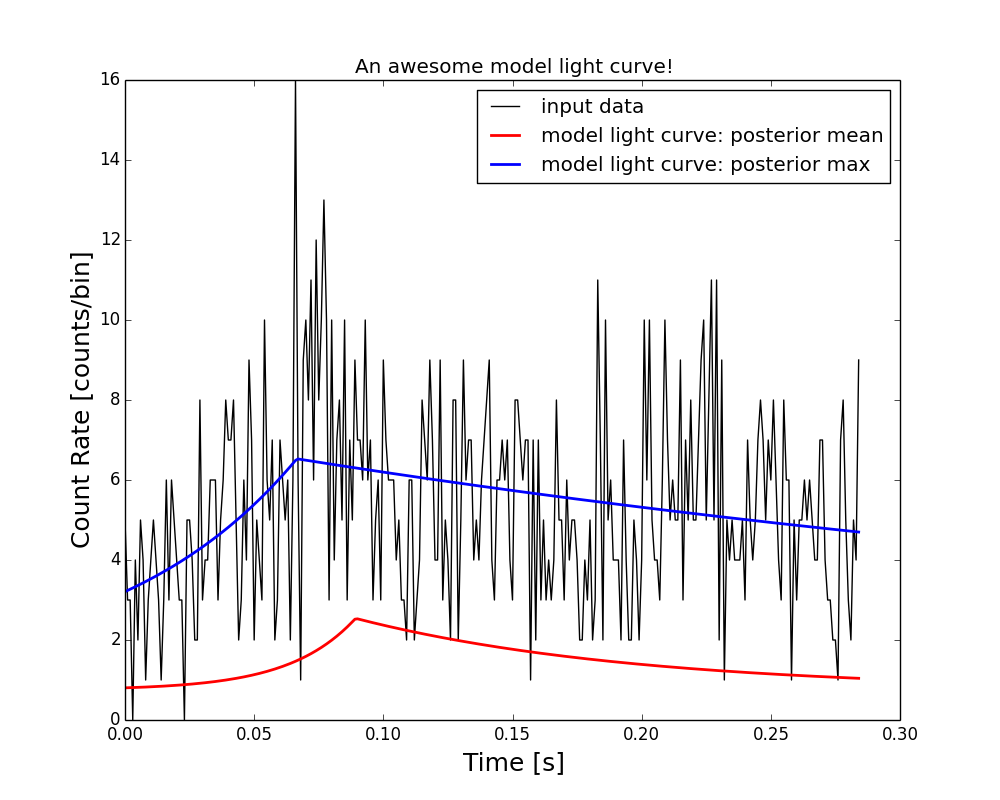 An awesome model light curve!
16
14
12
10
8
6
4
2
0
Count Rate [counts/bin]
input data
model light curve: posterior mean
model light curve: posterior max
0.00 0.05 0.10 0.15 0.20 0.25 0.30
Time [s]